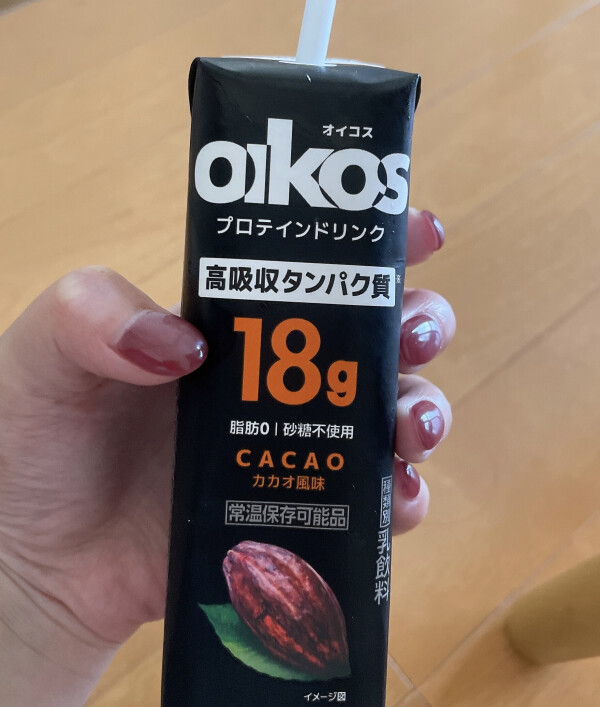 オイコス
oikos
プロテインドリンク
高吸収タンパク質※
18g
脂肪0 | 砂糖不使用
CACAO
カカオ風味
常温保存可能品
種類別 乳飲料
イメージ図